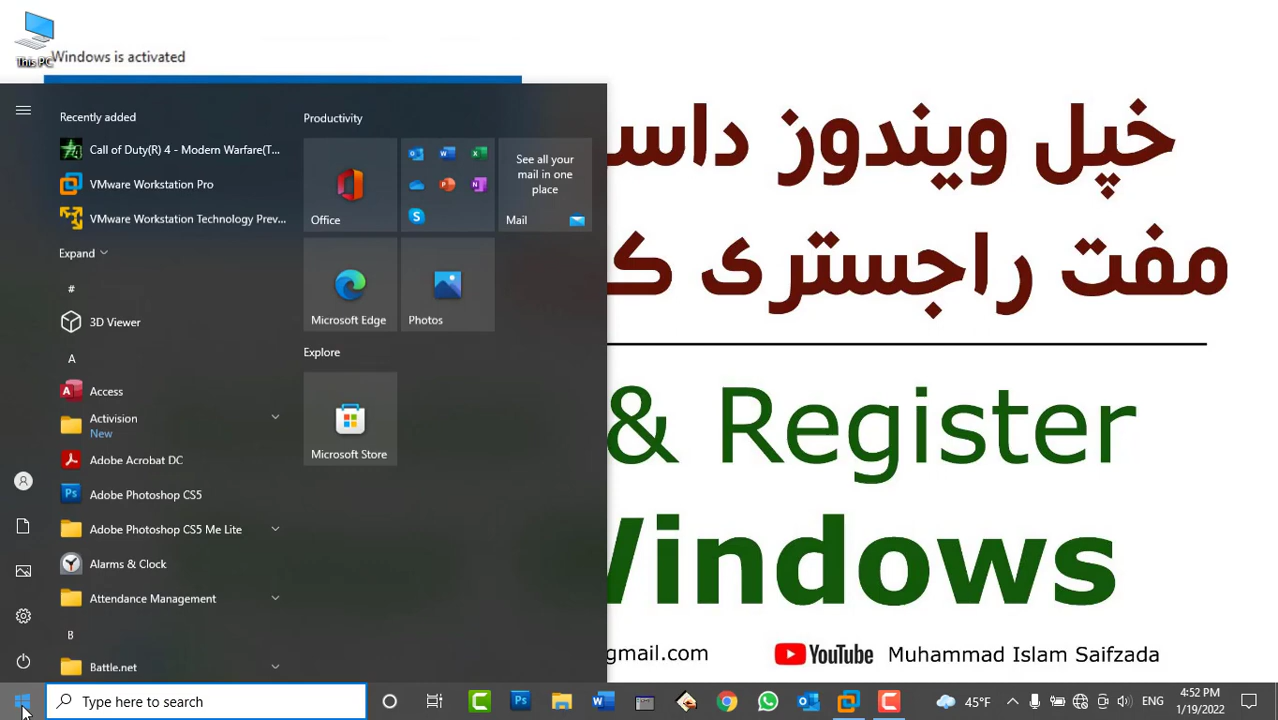 This PC
Windows is activated
خپل ویندوز داس
مفت راجستری ک
& Register
Windows
gmail.com
YouTube Muhammad Islam Saifzada
Recently added
Call of Duty(R) 4 - Modern Warfare(T...
VMware Workstation Pro
VMware Workstation Technology Prev...
Expand
#
3D Viewer
A
Access
Activision
New
Adobe Acrobat DC
Adobe Photoshop CS5
Adobe Photoshop CS5 Me Lite
Alarms & Clock
Attendance Management
B
Battle.net
Productivity
Office
See all your
mail in one
place
Mail
Microsoft Edge
Photos
Explore
Microsoft Store
Type here to search
45°F
ENG
4:52 PM
1/19/2022